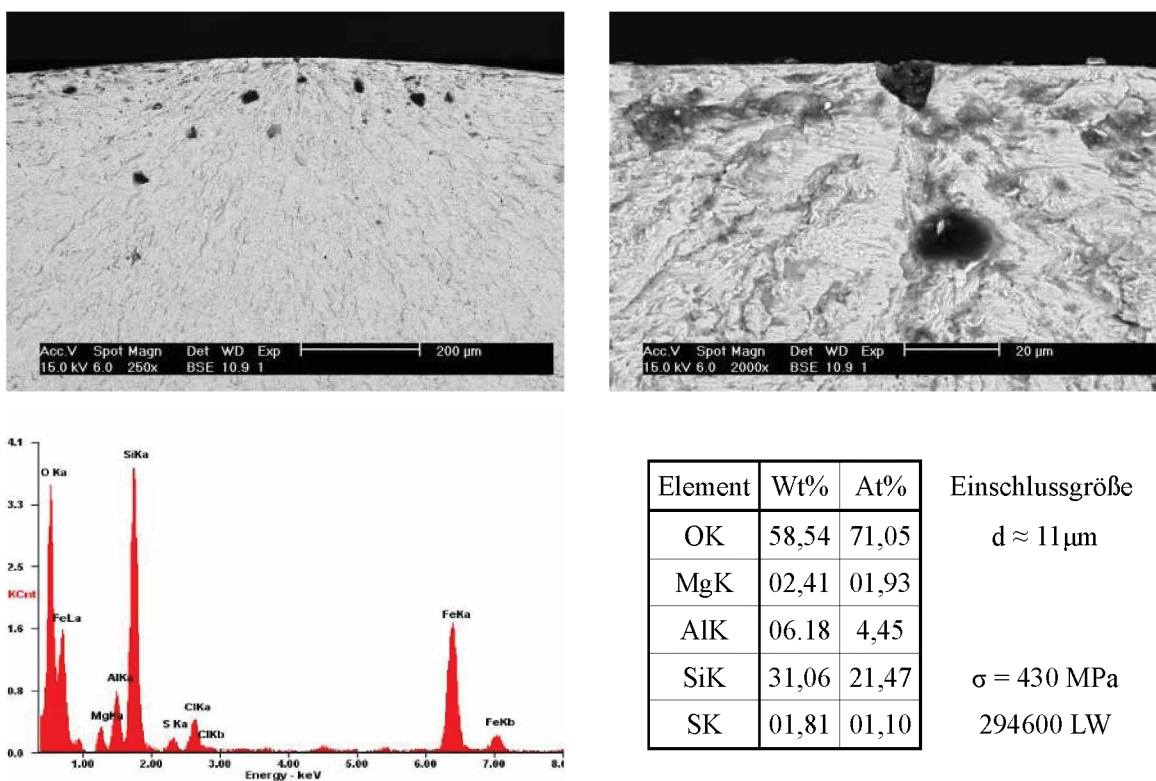 Acc.V Spot Magn Det WD Exp 200 µm
15.0 kV 6.0 250x BSE 10.9 1
Acc.V Spot Magn Det WD Exp 20 µm
15.0 kV 6.0 2000x BSE 10.9 1
4.1
3.3
2.5
KCnt
1.6
0.8
0.0
O Ka
FeLa
MgKa
AlKa
SiKa
S Ka
ClKa
ClKb
FeKa
FeKb
1.00 2.00 3.00 4.00 5.00 6.00 7.00 8.0
Energy - keV
Element Wt% At% Einschlussgröße
OK 58,54 71,05 d ≈ 11µm
MgK 02,41 01,93
AlK 06.18 4,45
SiK 31,06 21,47 σ = 430 MPa
SK 01,81 01,10 294600 LW